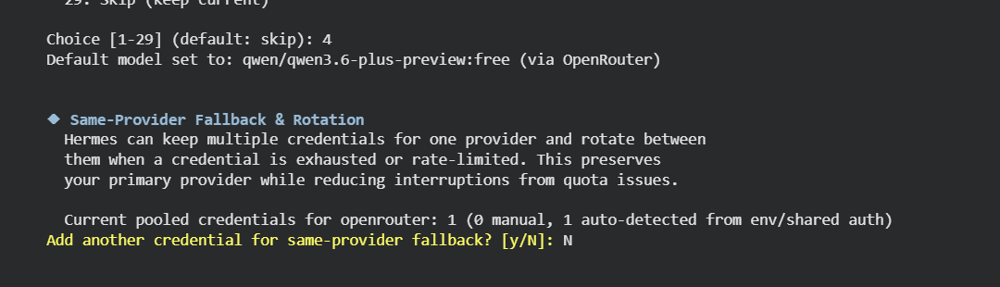 29. Skip (keep current)
Choice [1-29] (default: skip): 4
Default model set to: qwen/qwen3.6-plus-preview:free (via OpenRouter)
◆ Same-Provider Fallback & Rotation
Hermes can keep multiple credentials for one provider and rotate between
them when a credential is exhausted or rate-limited. This preserves
your primary provider while reducing interruptions from quota issues.
Current pooled credentials for openrouter: 1 (0 manual, 1 auto-detected from env/shared auth)
Add another credential for same-provider fallback? [y/N]: N